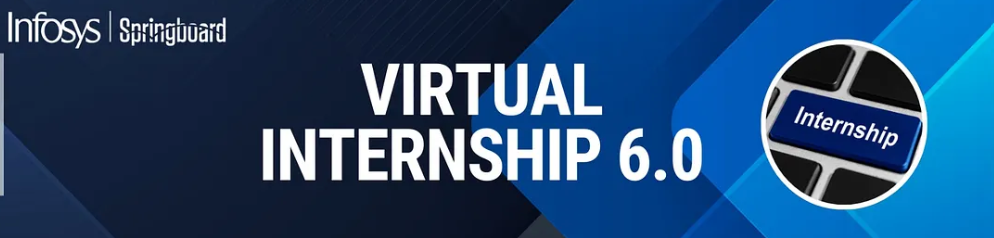 Infosys | Springboard
VIRTUAL
INTERNSHIP 6.0
Internship